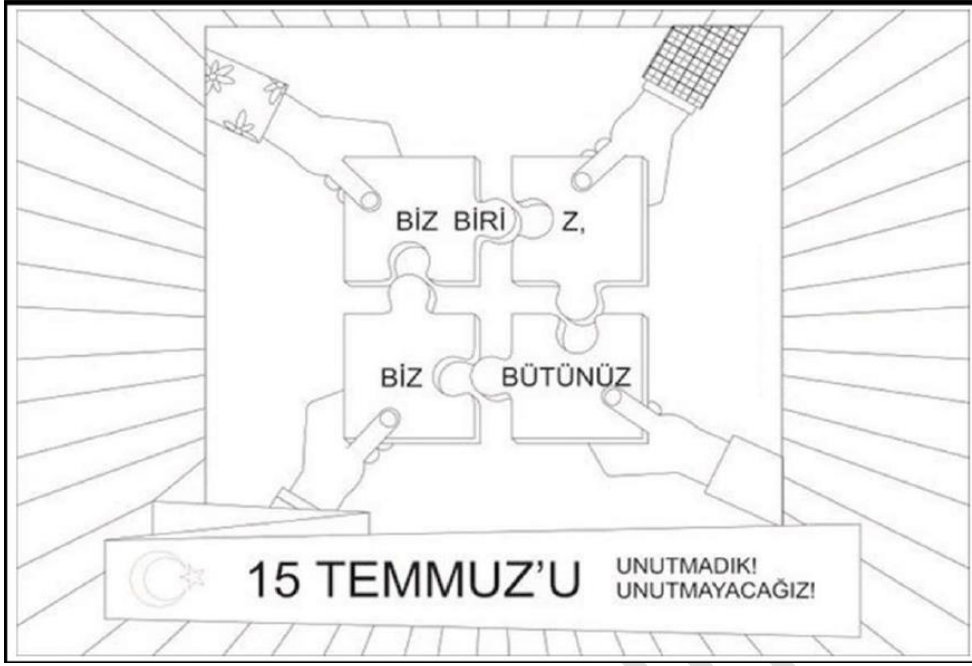 BİZ BİRİ Z,
BİZ BÜTÜNÜZ
15 TEMMUZ'U
UNUTMADIK!
UNUTMAYACAĞIZ!